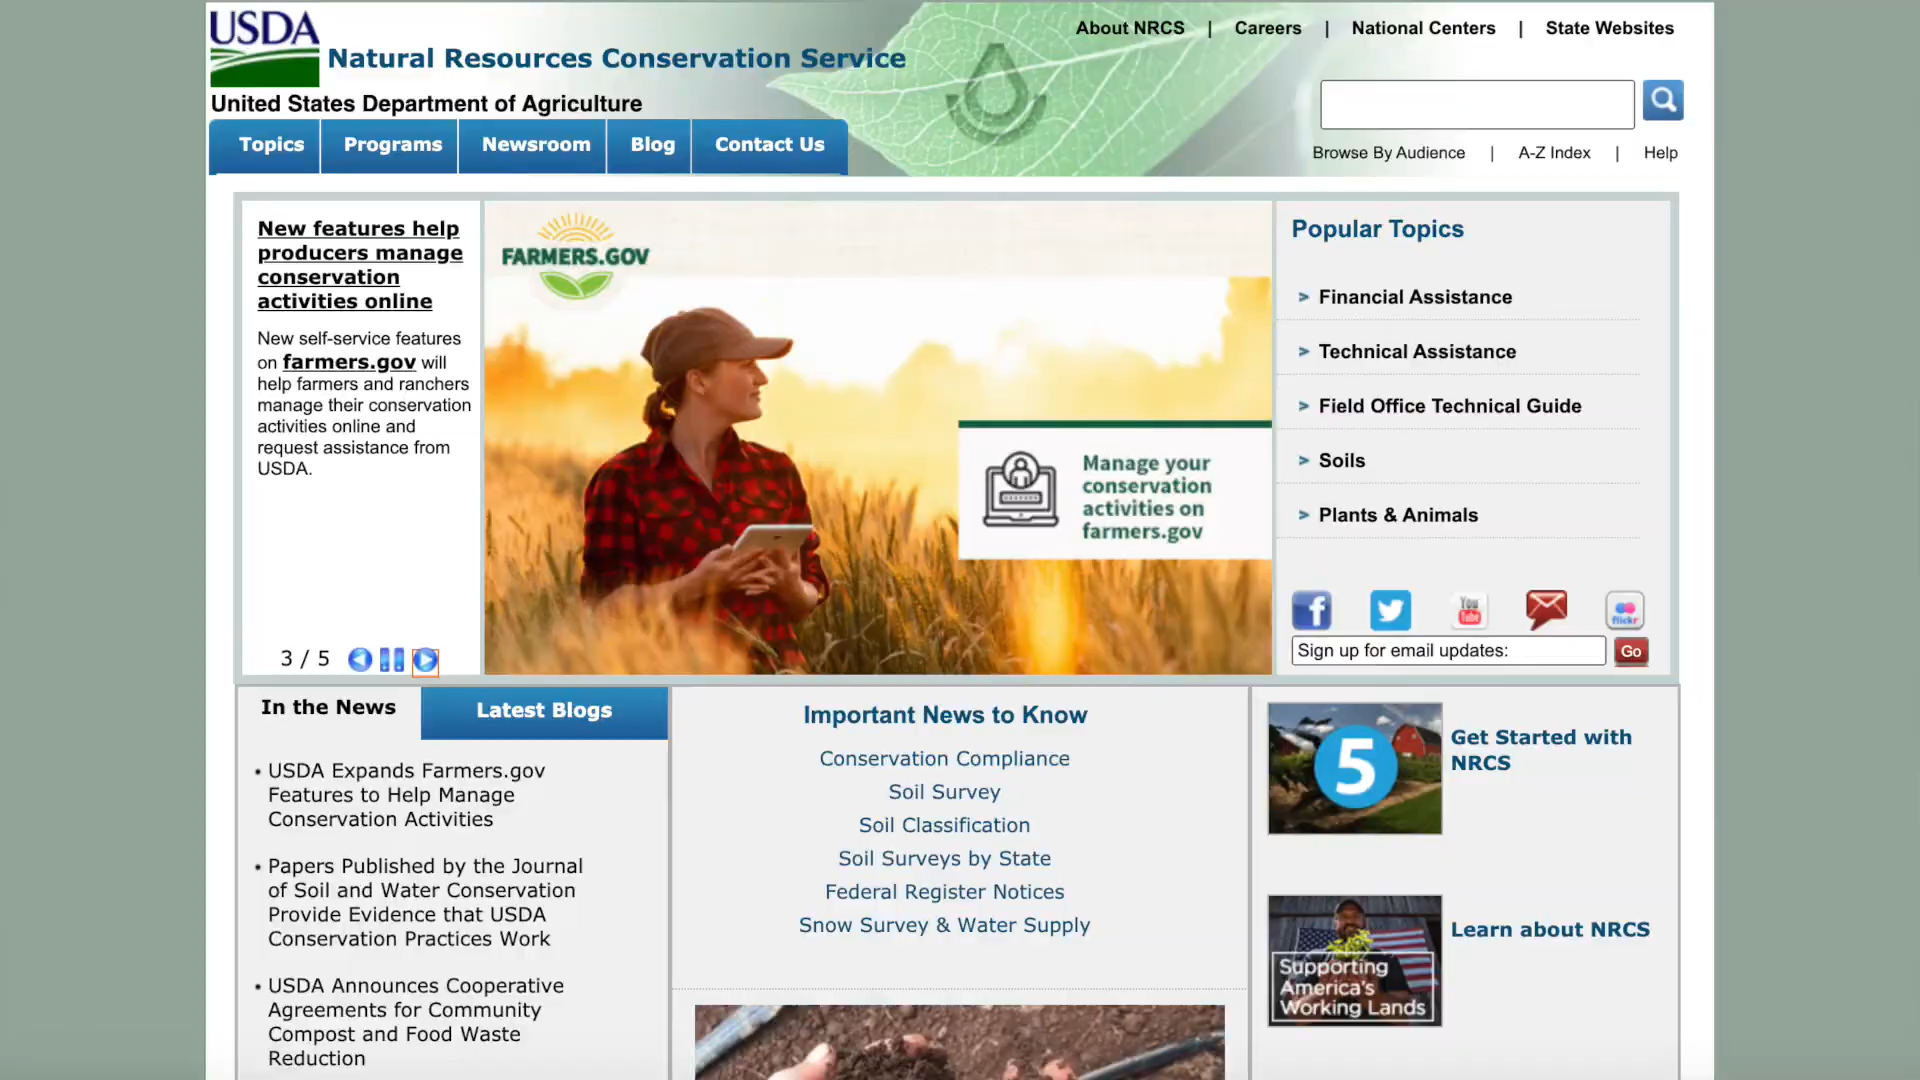 USDA
Natural Resources Conservation Service
United States Department of Agriculture
About NRCS | Careers | National Centers | State Websites
Browse By Audience | A-Z Index | Help
Topics
Programs
Newsroom
Blog
Contact Us
New features help
producers manage
conservation
activities online
New self-service features
on farmers.gov will
help farmers and ranchers
manage their conservation
activities online and
request assistance from
USDA.
3 / 5
FARMERS.GOV
Manage your
conservation
activities on
farmers.gov
Popular Topics
> Financial Assistance
> Technical Assistance
> Field Office Technical Guide
> Soils
> Plants & Animals
f
You
Tube
flickr
Sign up for email updates:
Go
In the News
Latest Blogs
• USDA Expands Farmers.gov
Features to Help Manage
Conservation Activities
• Papers Published by the Journal
of Soil and Water Conservation
Provide Evidence that USDA
Conservation Practices Work
• USDA Announces Cooperative
Agreements for Community
Compost and Food Waste
Reduction
Important News to Know
Conservation Compliance
Soil Survey
Soil Classification
Soil Surveys by State
Federal Register Notices
Snow Survey & Water Supply
5
Get Started with
NRCS
Supporting
America's
Working Lands
Learn about NRCS